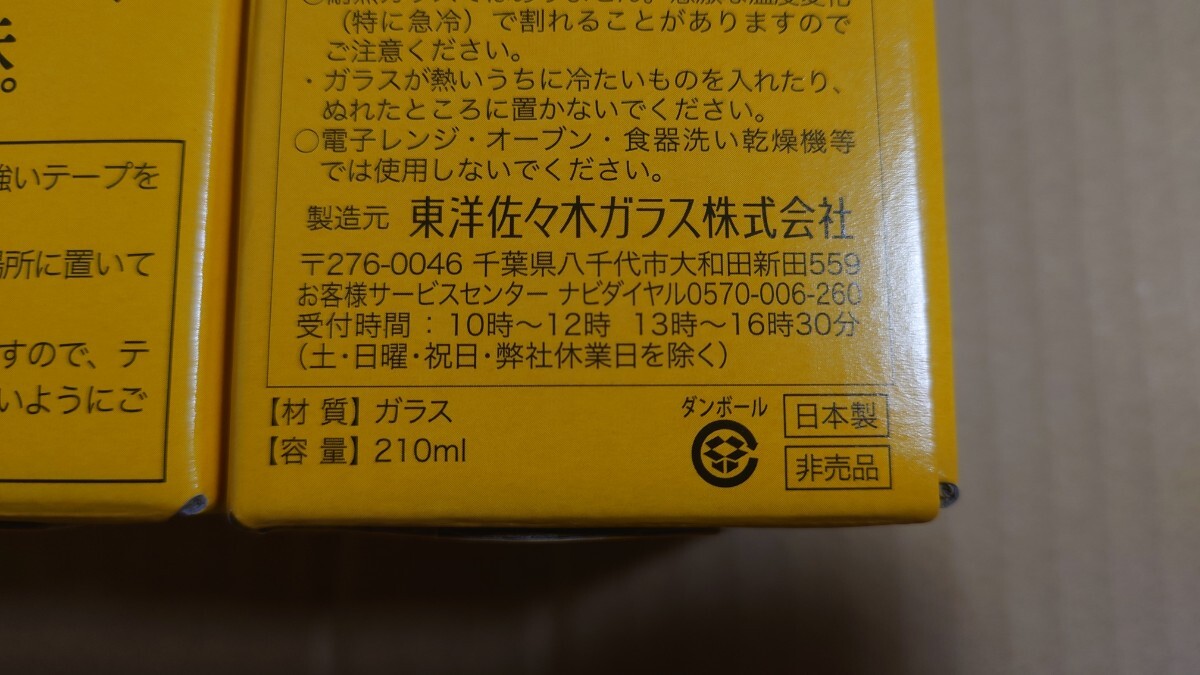 。
強いテープを
場所に置いて
すので、テ
いようにご
（特に急冷）で割れることがありますので
ご注意ください。
・ガラスが熱いうちに冷たいものを入れたり、
ぬれたところに置かないでください。
○電子レンジ・オーブン・食器洗い乾燥機等
では使用しないでください。
製造元 東洋佐々木ガラス株式会社
〒276-0046 千葉県八千代市大和田新田559
お客様サービスセンター ナビダイヤル0570-006-260
受付時間：10時〜12時 13時〜16時30分
（土・日曜・祝日・弊社休業日を除く）
【材 質】ガラス
【容 量】210ml
ダンボール
日本製
非売品